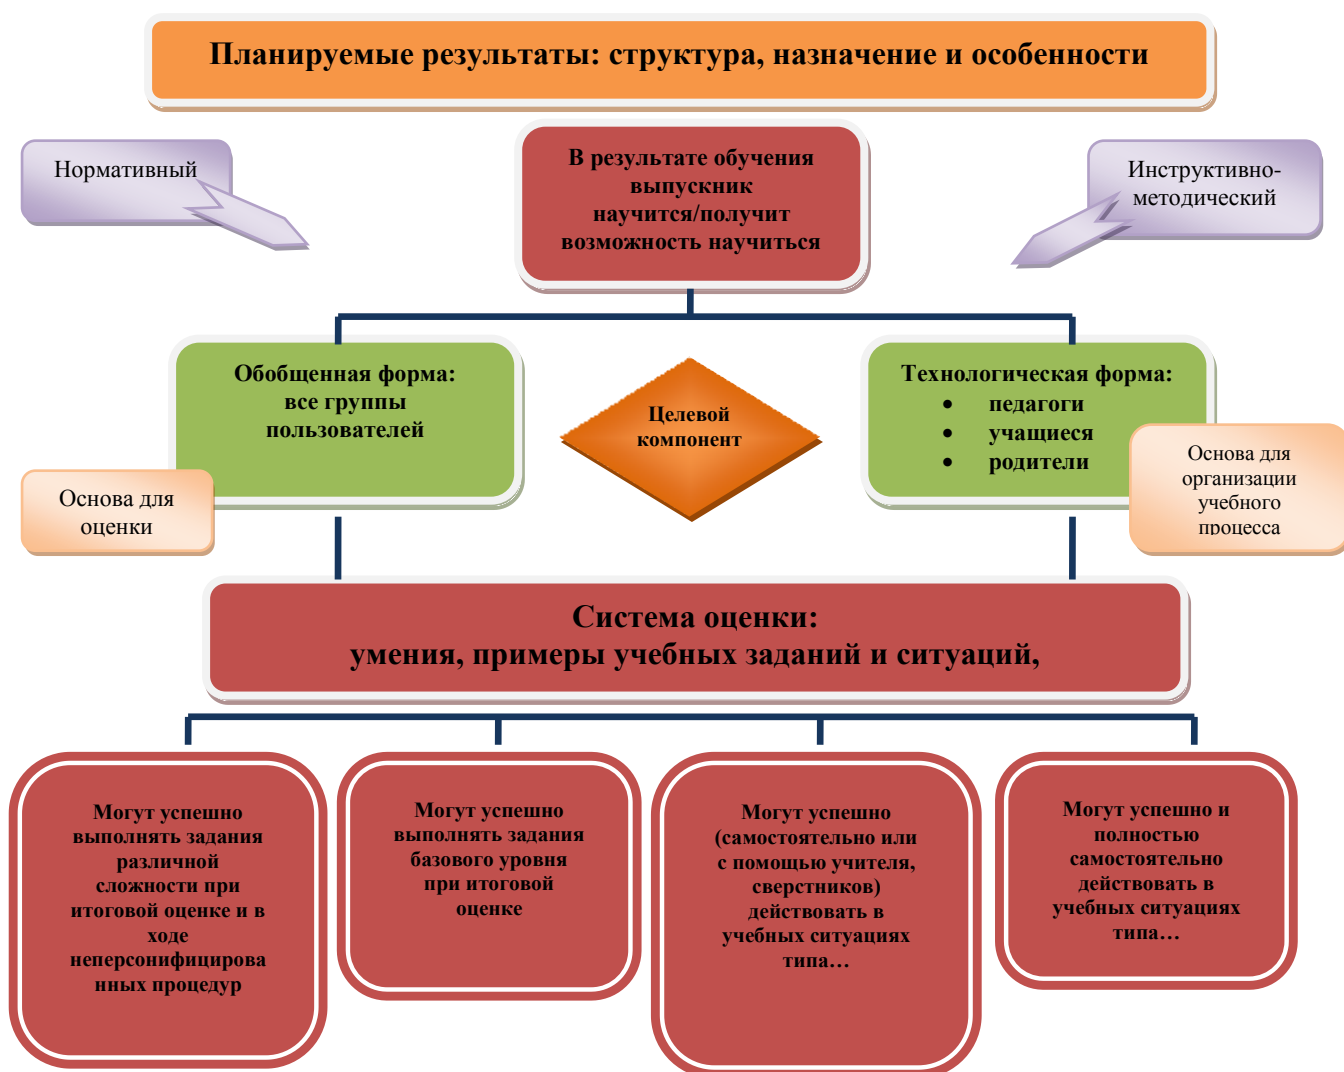 Планируемые результаты: структура, назначение и особенности
Нормативный
В результате обучения
выпускник
научится/получит
возможность научиться
Инструктивно-
методический
Обобщенная форма:
все группы
пользователей
Целевой
компонент
Технологическая форма:
• педагоги
• учащиеся
• родители
Основа для
оценки
Основа для
организации
учебного
процесса
Система оценки:
умения, примеры учебных заданий и ситуаций,
Могут успешно
выполнять задания
различной
сложности при
итоговой оценке и в
ходе
неперсонифицирова
нных процедур
Могут успешно
выполнять задания
базового уровня
при итоговой
оценке
Могут успешно
(самостоятельно или
с помощью учителя,
сверстников)
действовать в
учебных ситуациях
типа…
Могут успешно и
полностью
самостоятельно
действовать в
учебных ситуациях
типа…